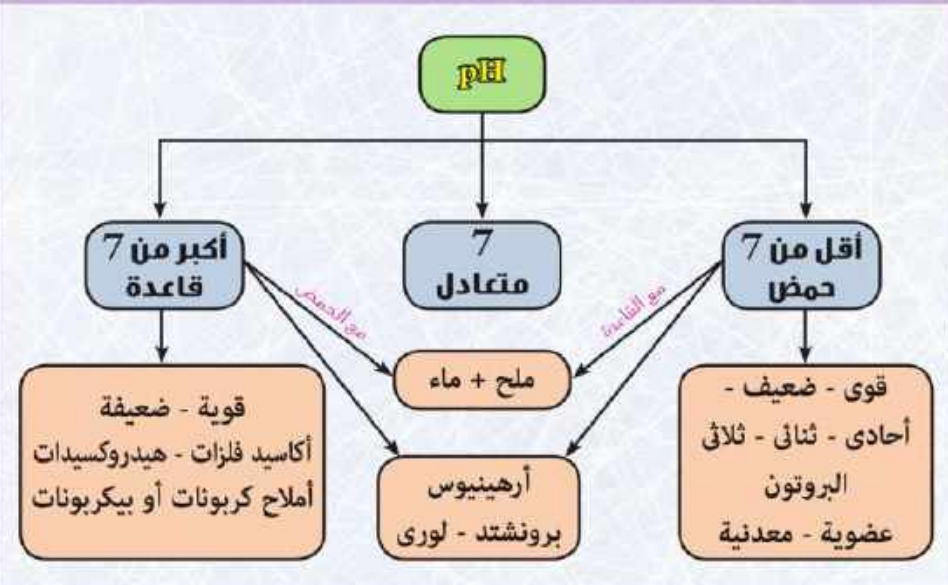 pH
أقل من 7
حمض
7
متعادل
أكبر من 7
قاعدة
مع القاعدة
مع الحمض
ملح + ماء
قوى - ضعيف -
أحادى - ثنائى - ثلاثى
البروتون
عضوية - معدنية
أرهينيوس
برونشتد - لورى
قوية - ضعيفة
أكاسيد فلزات - هيدروكسيدات
أملاح كربونات أو بيكربونات